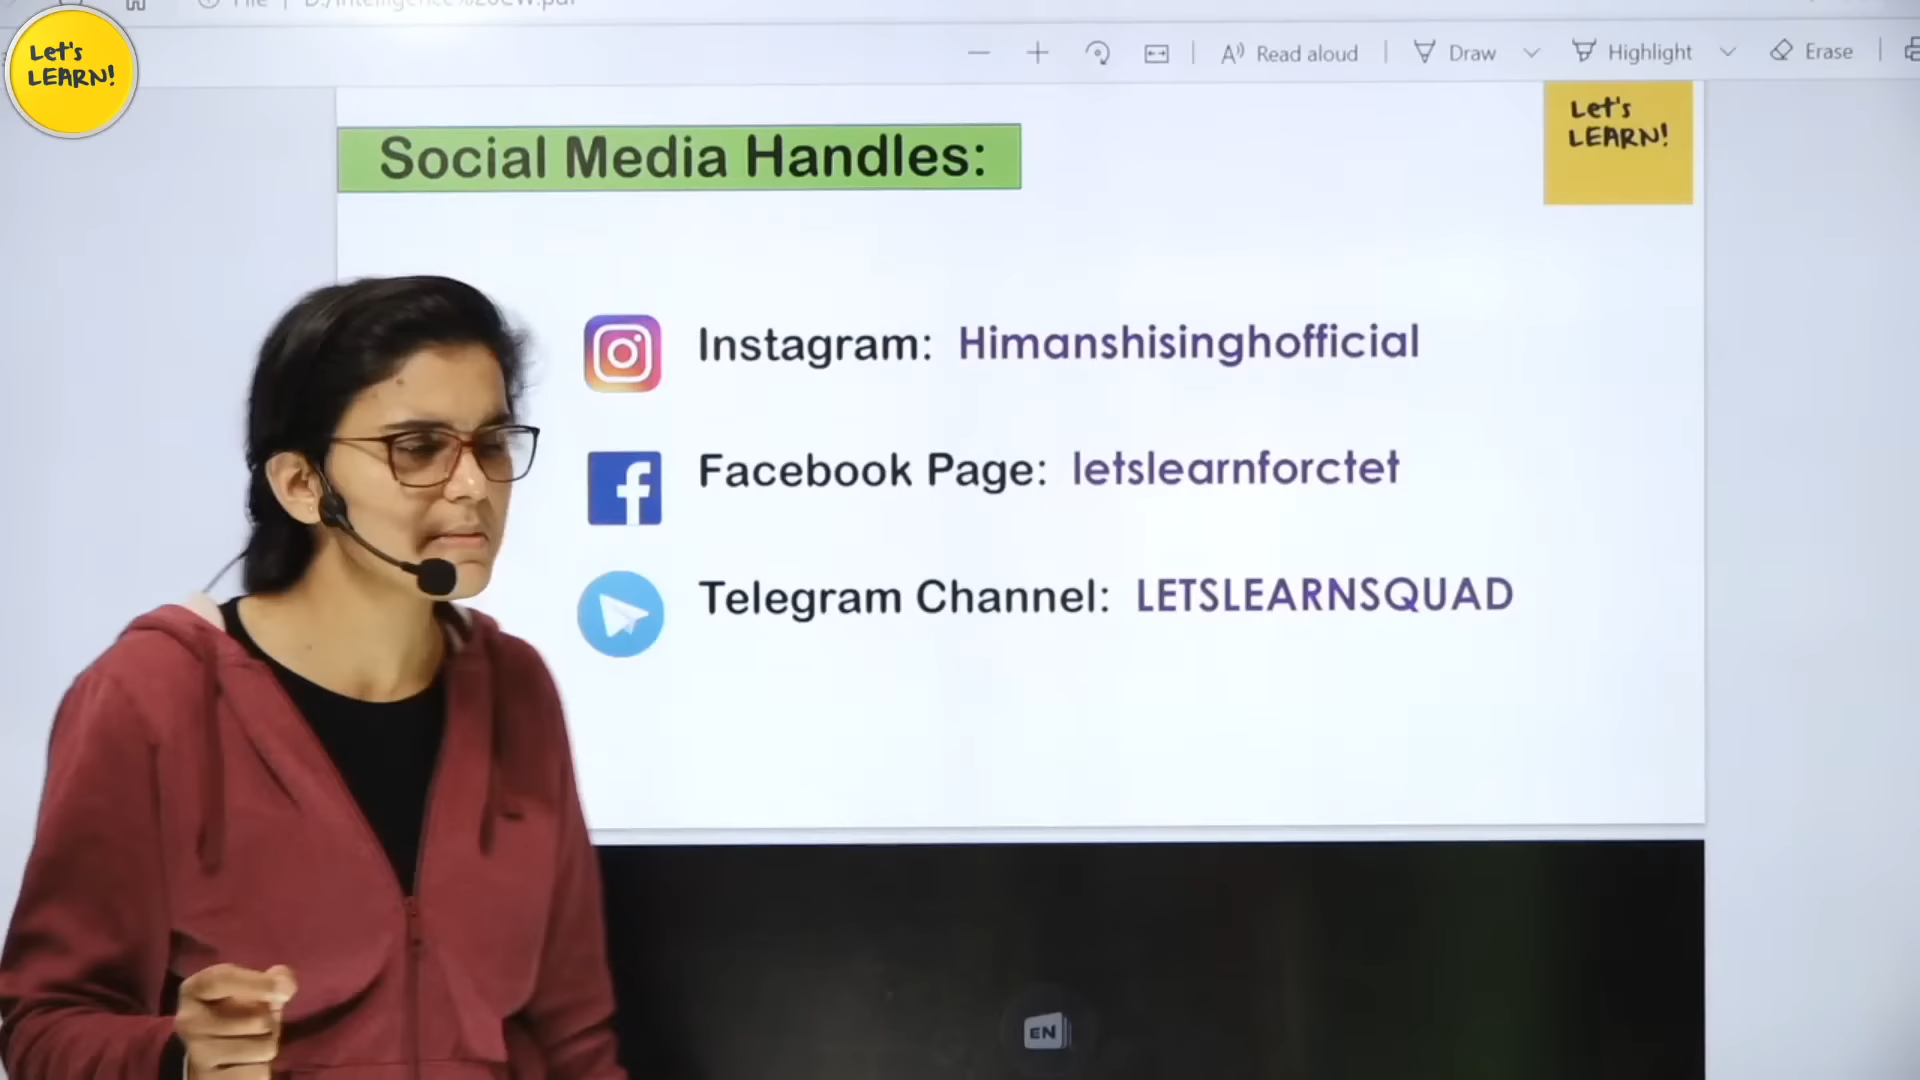 Let's
LEARN!
Read aloud
Draw
Highlight
Erase
Let's
LEARN!
Social Media Handles:
Instagram: Himanshisinghofficial
Facebook Page: letslearnforctet
Telegram Channel: LETSLEARNSQUAD
EN